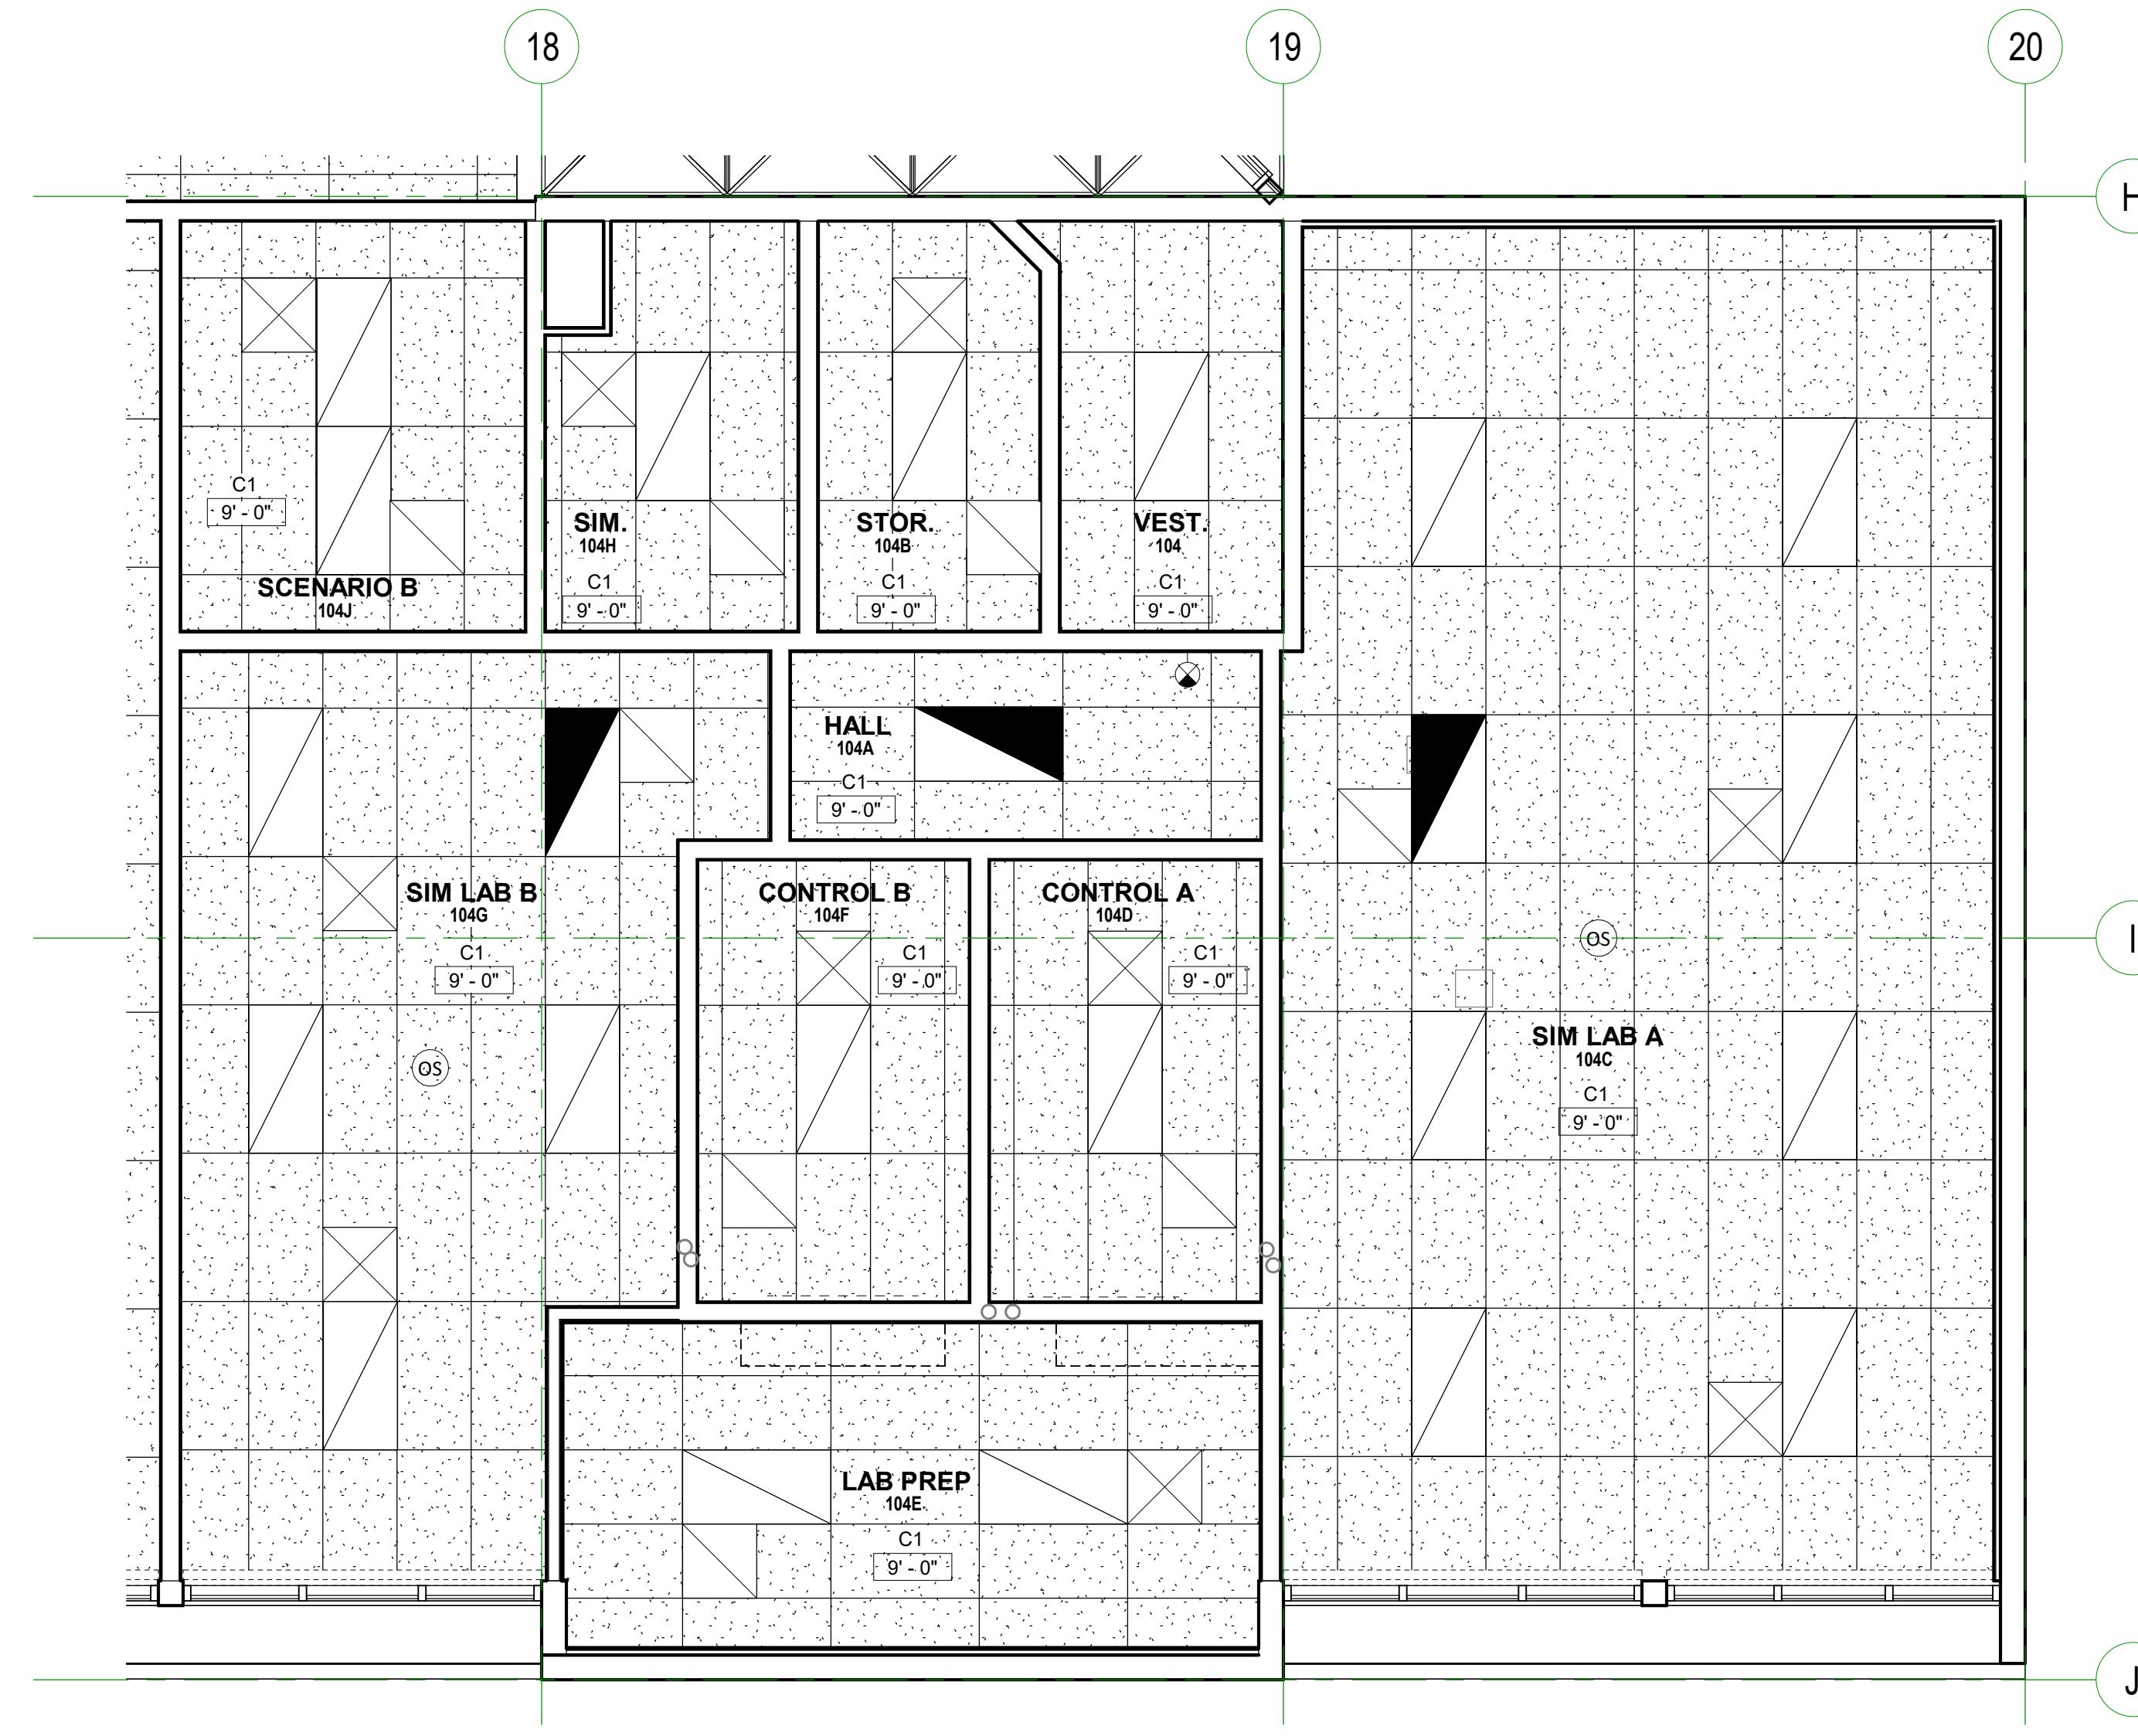 18
19
20
H
C1
9' - 0"
SCENARIO B
104J
SIM.
104H
C1
9' - 0"
STOR.
104B
C1
9' - 0"
VEST.
104
C1
9' - 0"
HALL
104A
C1
9' - 0"
SIM LAB B
104G
C1
9' - 0"
OS
CONTROL B
104F
C1
9' - 0"
CONTROL A
104D
C1
9' - 0"
OS
I
SIM LAB A
104C
C1
9' - 0"
LAB PREP
104E
C1
9' - 0"
J